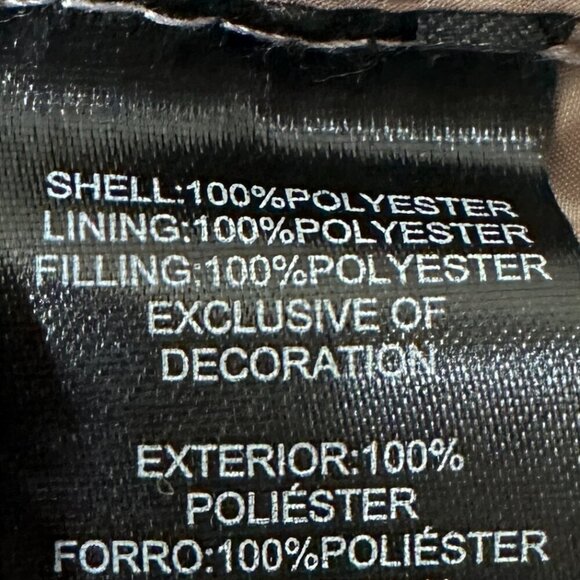 SHELL:100%POLYESTER
LINING:100%POLYESTER
FILLING:100%POLYESTER
EXCLUSIVE OF
DECORATION
EXTERIOR:100%
POLIÉSTER
FORRO:100%POLIÉSTER